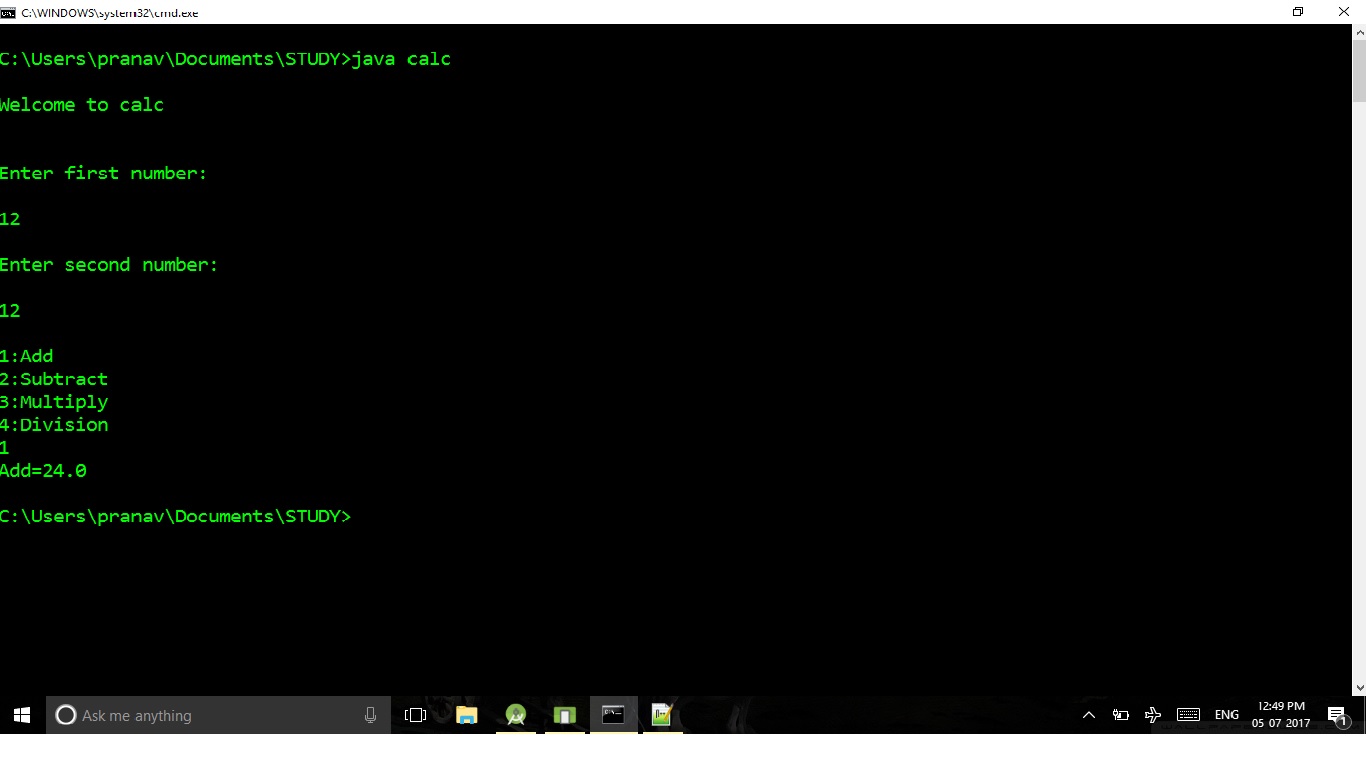 C:\WINDOWS\system32\cmd.exe
C:\Users\pranav\Documents\STUDY>java calc
Welcome to calc
Enter first number:
12
Enter second number:
12
1:Add
2:Subtract
3:Multiply
4:Division
1
Add=24.0
C:\Users\pranav\Documents\STUDY>
Ask me anything
ENG
12:49 PM
05-07-2017
1